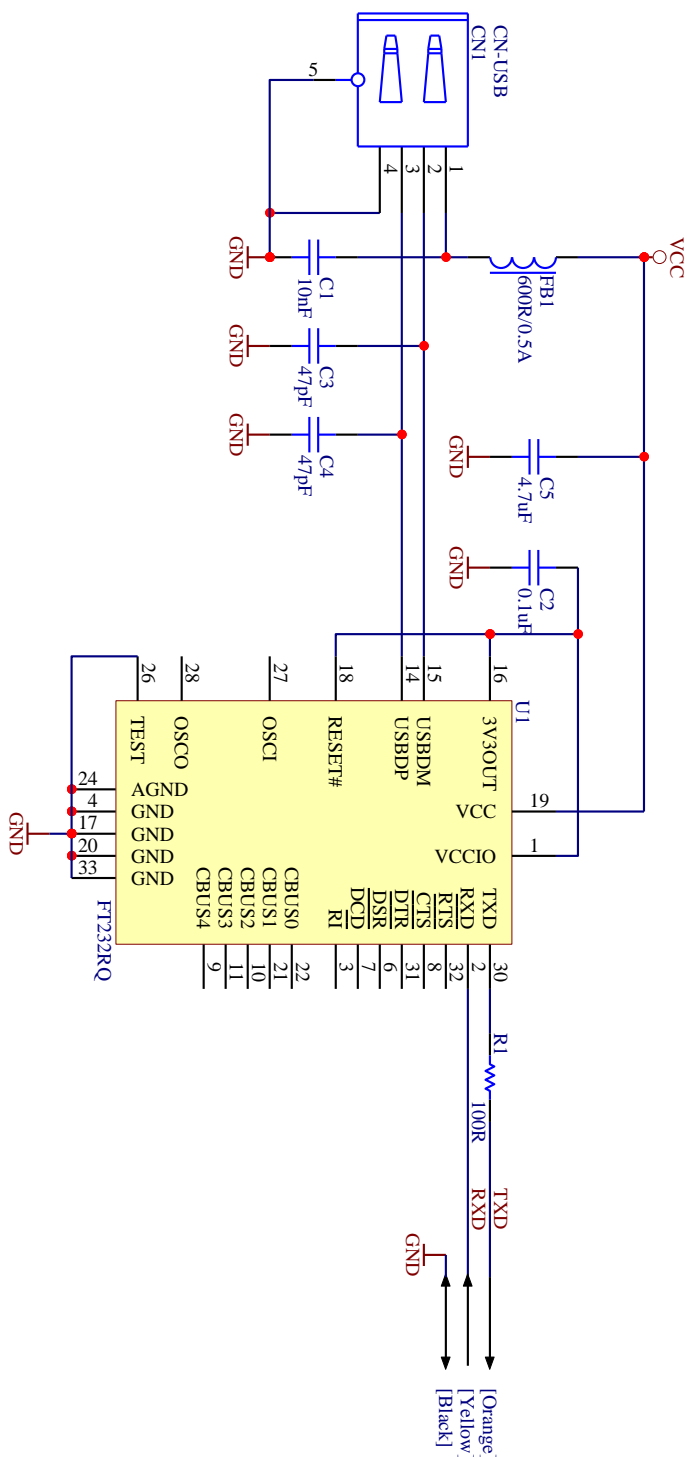 CN-USB
CN1
5
4
3
2
1
VCC
GND
C1
10nF
FB1
600R/0.5A
GND
C3
47pF
GND
C4
47pF
GND
C5
4.7uF
GND
C2
0.1uF
26
28
27
18
14
15
16
U1
TEST
OSCO
OSCI
RESET#
USBDP
USBDM
3V3OUT
24
AGND
4
GND
17
GND
20
GND
33
GND
GND
VCC
19
VCCIO
1
CBUS4
CBUS3
CBUS2
CBUS1
CBUS0
RI
DCD
DSR
DTR
CTS
RTS
RXD
TXD
FT232RQ
9
11
10
21
22
3
7
6
31
8
32
2
30
R1
100R
TXD
RXD
GND
[Orange
[Yellow
[Black]